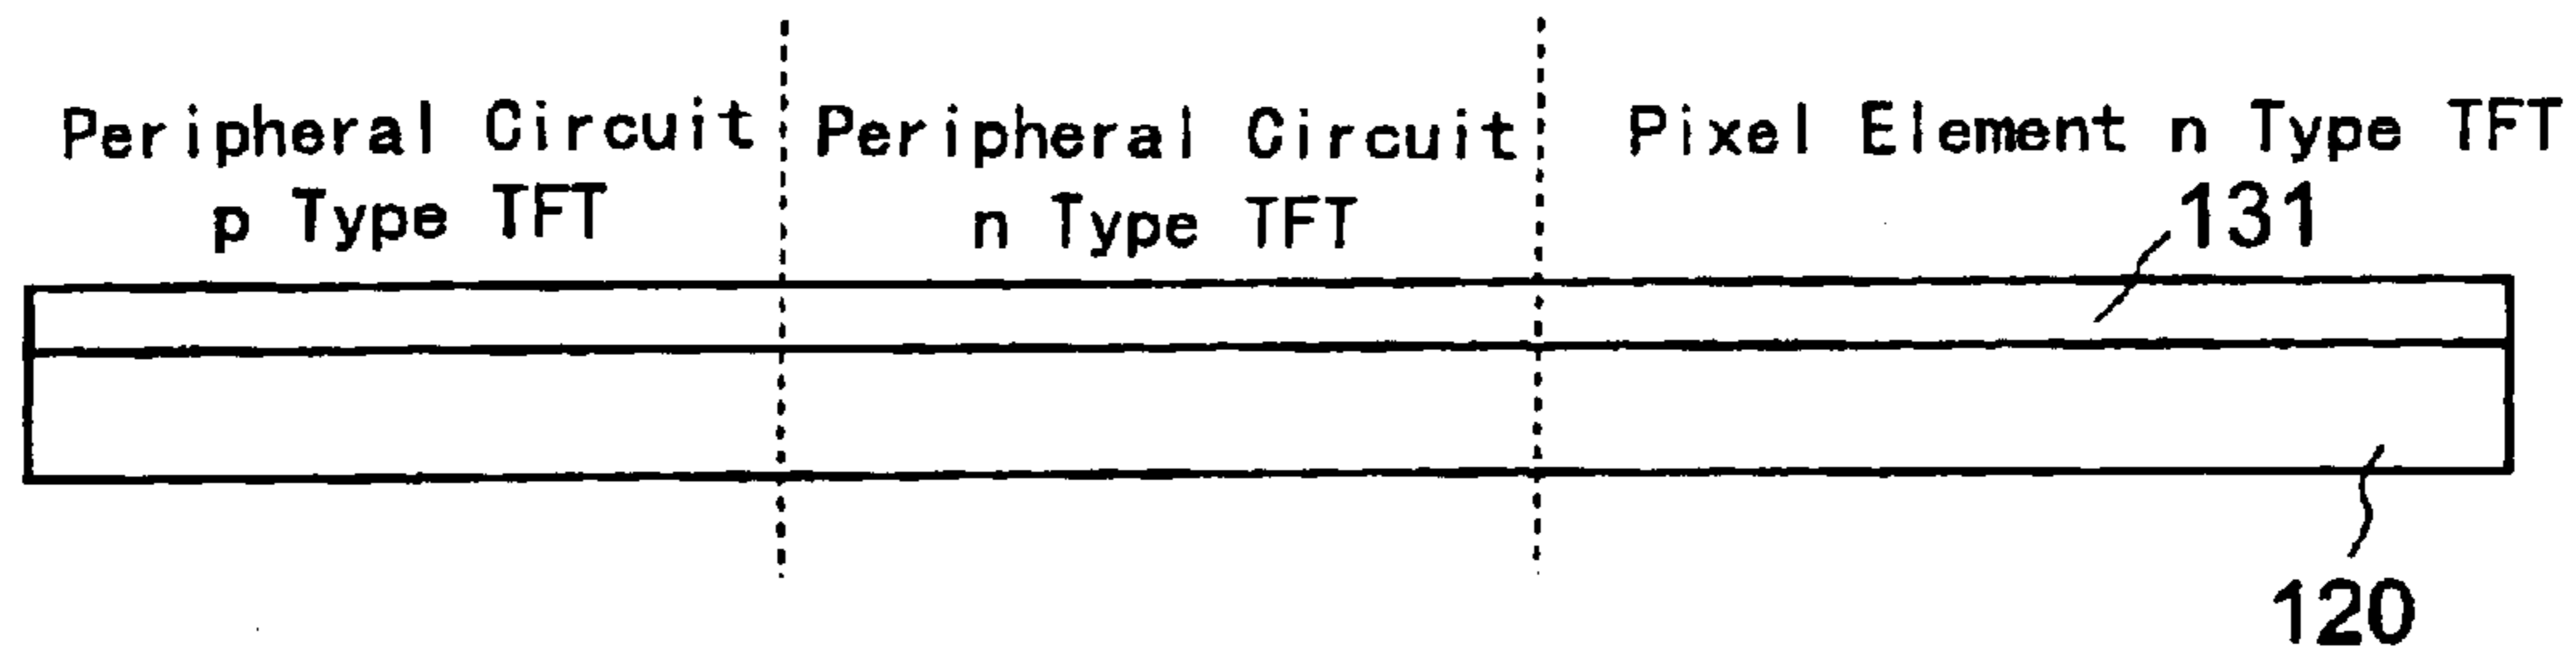 Peripheral Circuit
p Type TFT
Peripheral Circuit
n Type TFT
Pixel Element n Type TFT
131
120